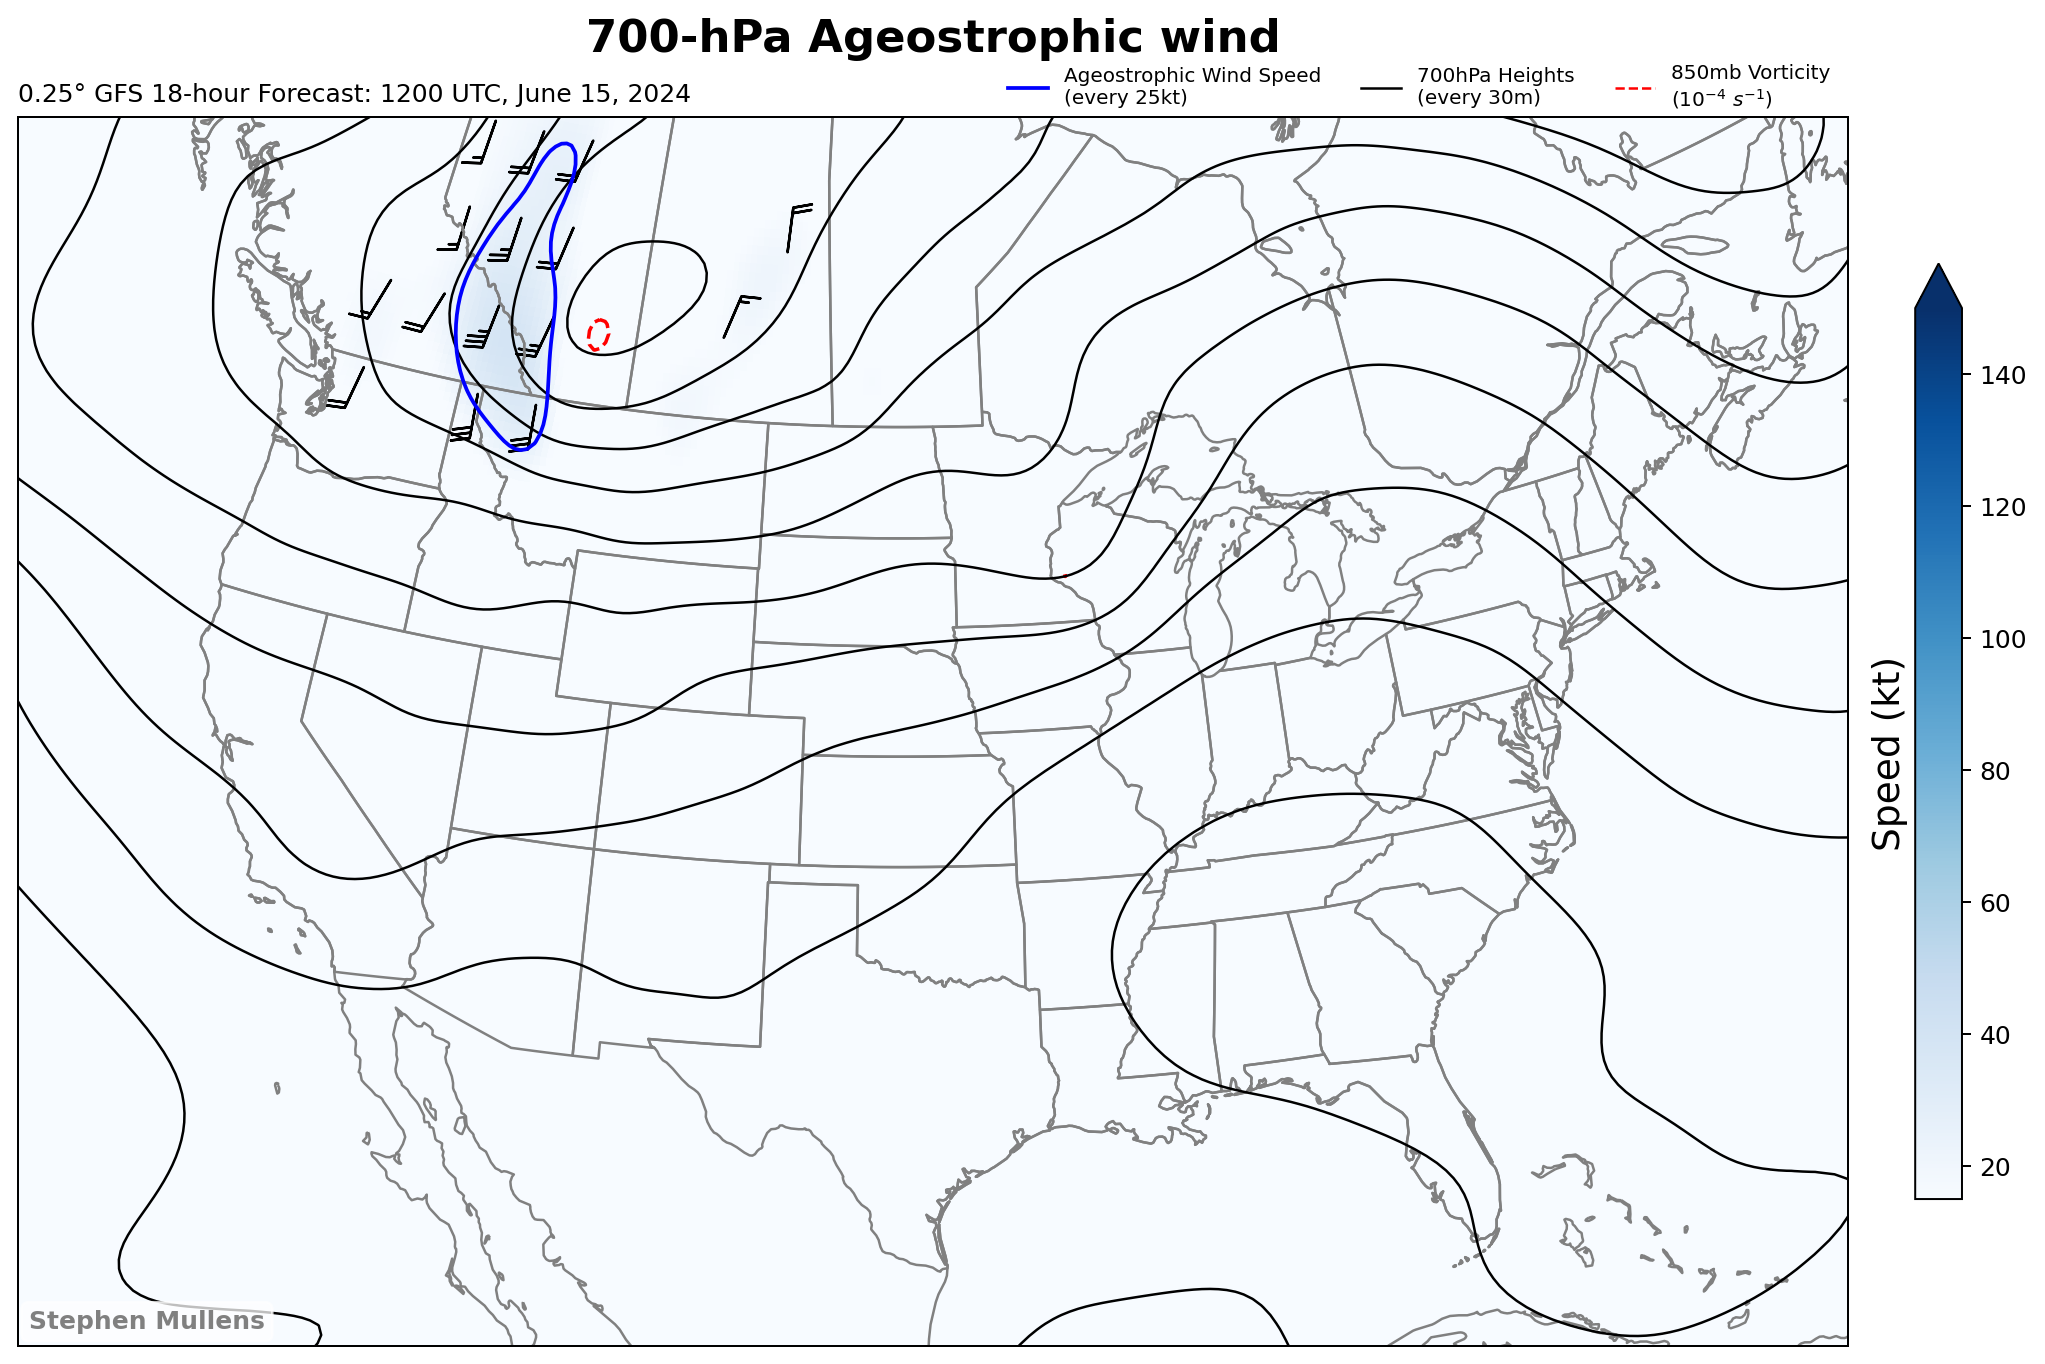 700-hPa Ageostrophic wind
0.25° GFS 18-hour Forecast: 1200 UTC, June 15, 2024
Ageostrophic Wind Speed
(every 25kt)
700hPa Heights
(every 30m)
850mb Vorticity
(10⁻⁴ s⁻¹)
140
120
100
80
60
40
20
Speed (kt)
Stephen Mullens